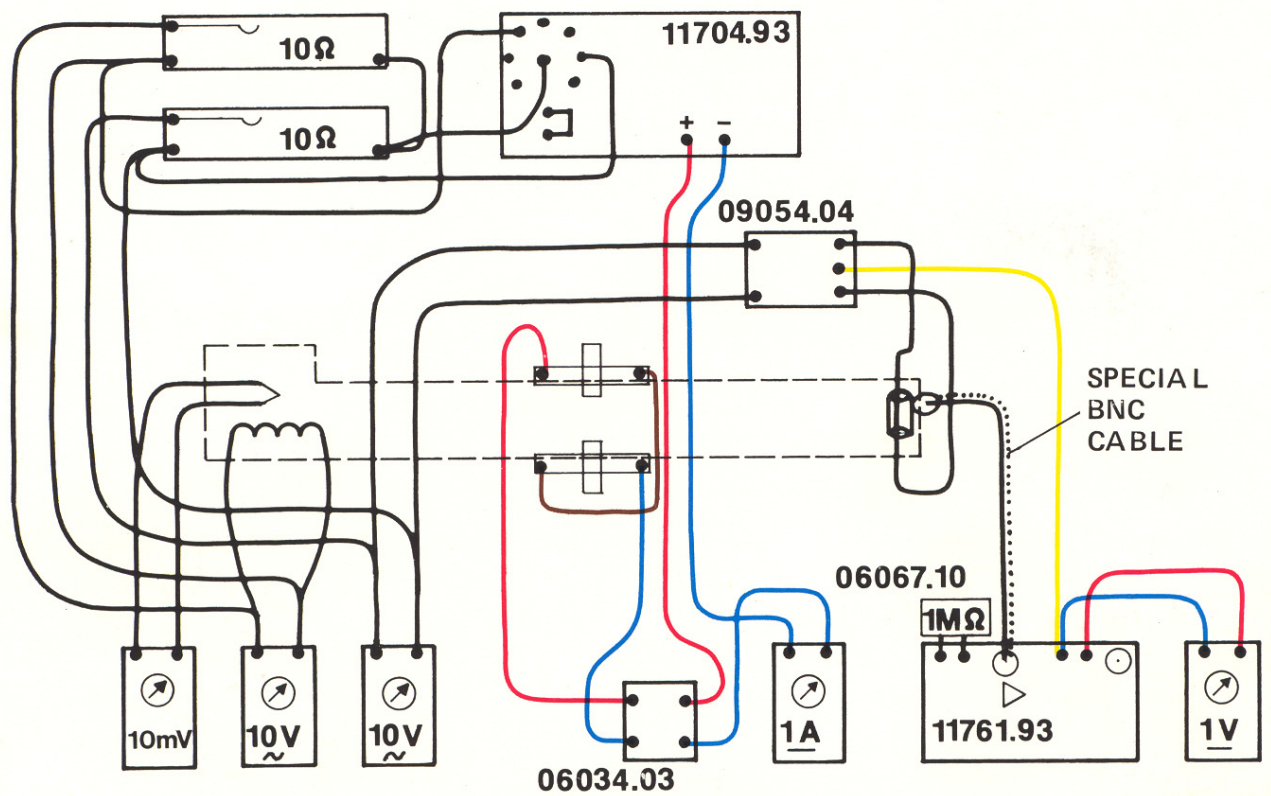 10Ω
11704.93
+ −
10Ω
09054.04
SPECIAL
BNC
CABLE
06067.10
1MΩ
10mV
10V
~
10V
~
1A
11761.93
1V
06034.03